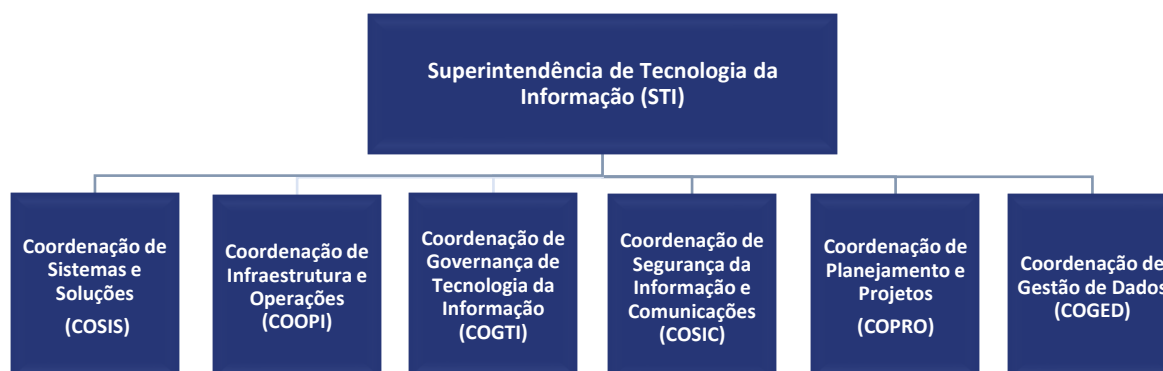 Superintendência de Tecnologia da
Informação (STI)
Coordenação de
Sistemas e
Soluções
(COSIS)
Coordenação de
Infraestrutura e
Operações
(COOPI)
Coordenação de
Governança de
Tecnologia da
Informação
(COGTI)
Coordenação de
Segurança da
Informação e
Comunicações
(COSIC)
Coordenação de
Planejamento e
Projetos
(COPRO)
Coordenação de
Gestão de Dados
(COGED)